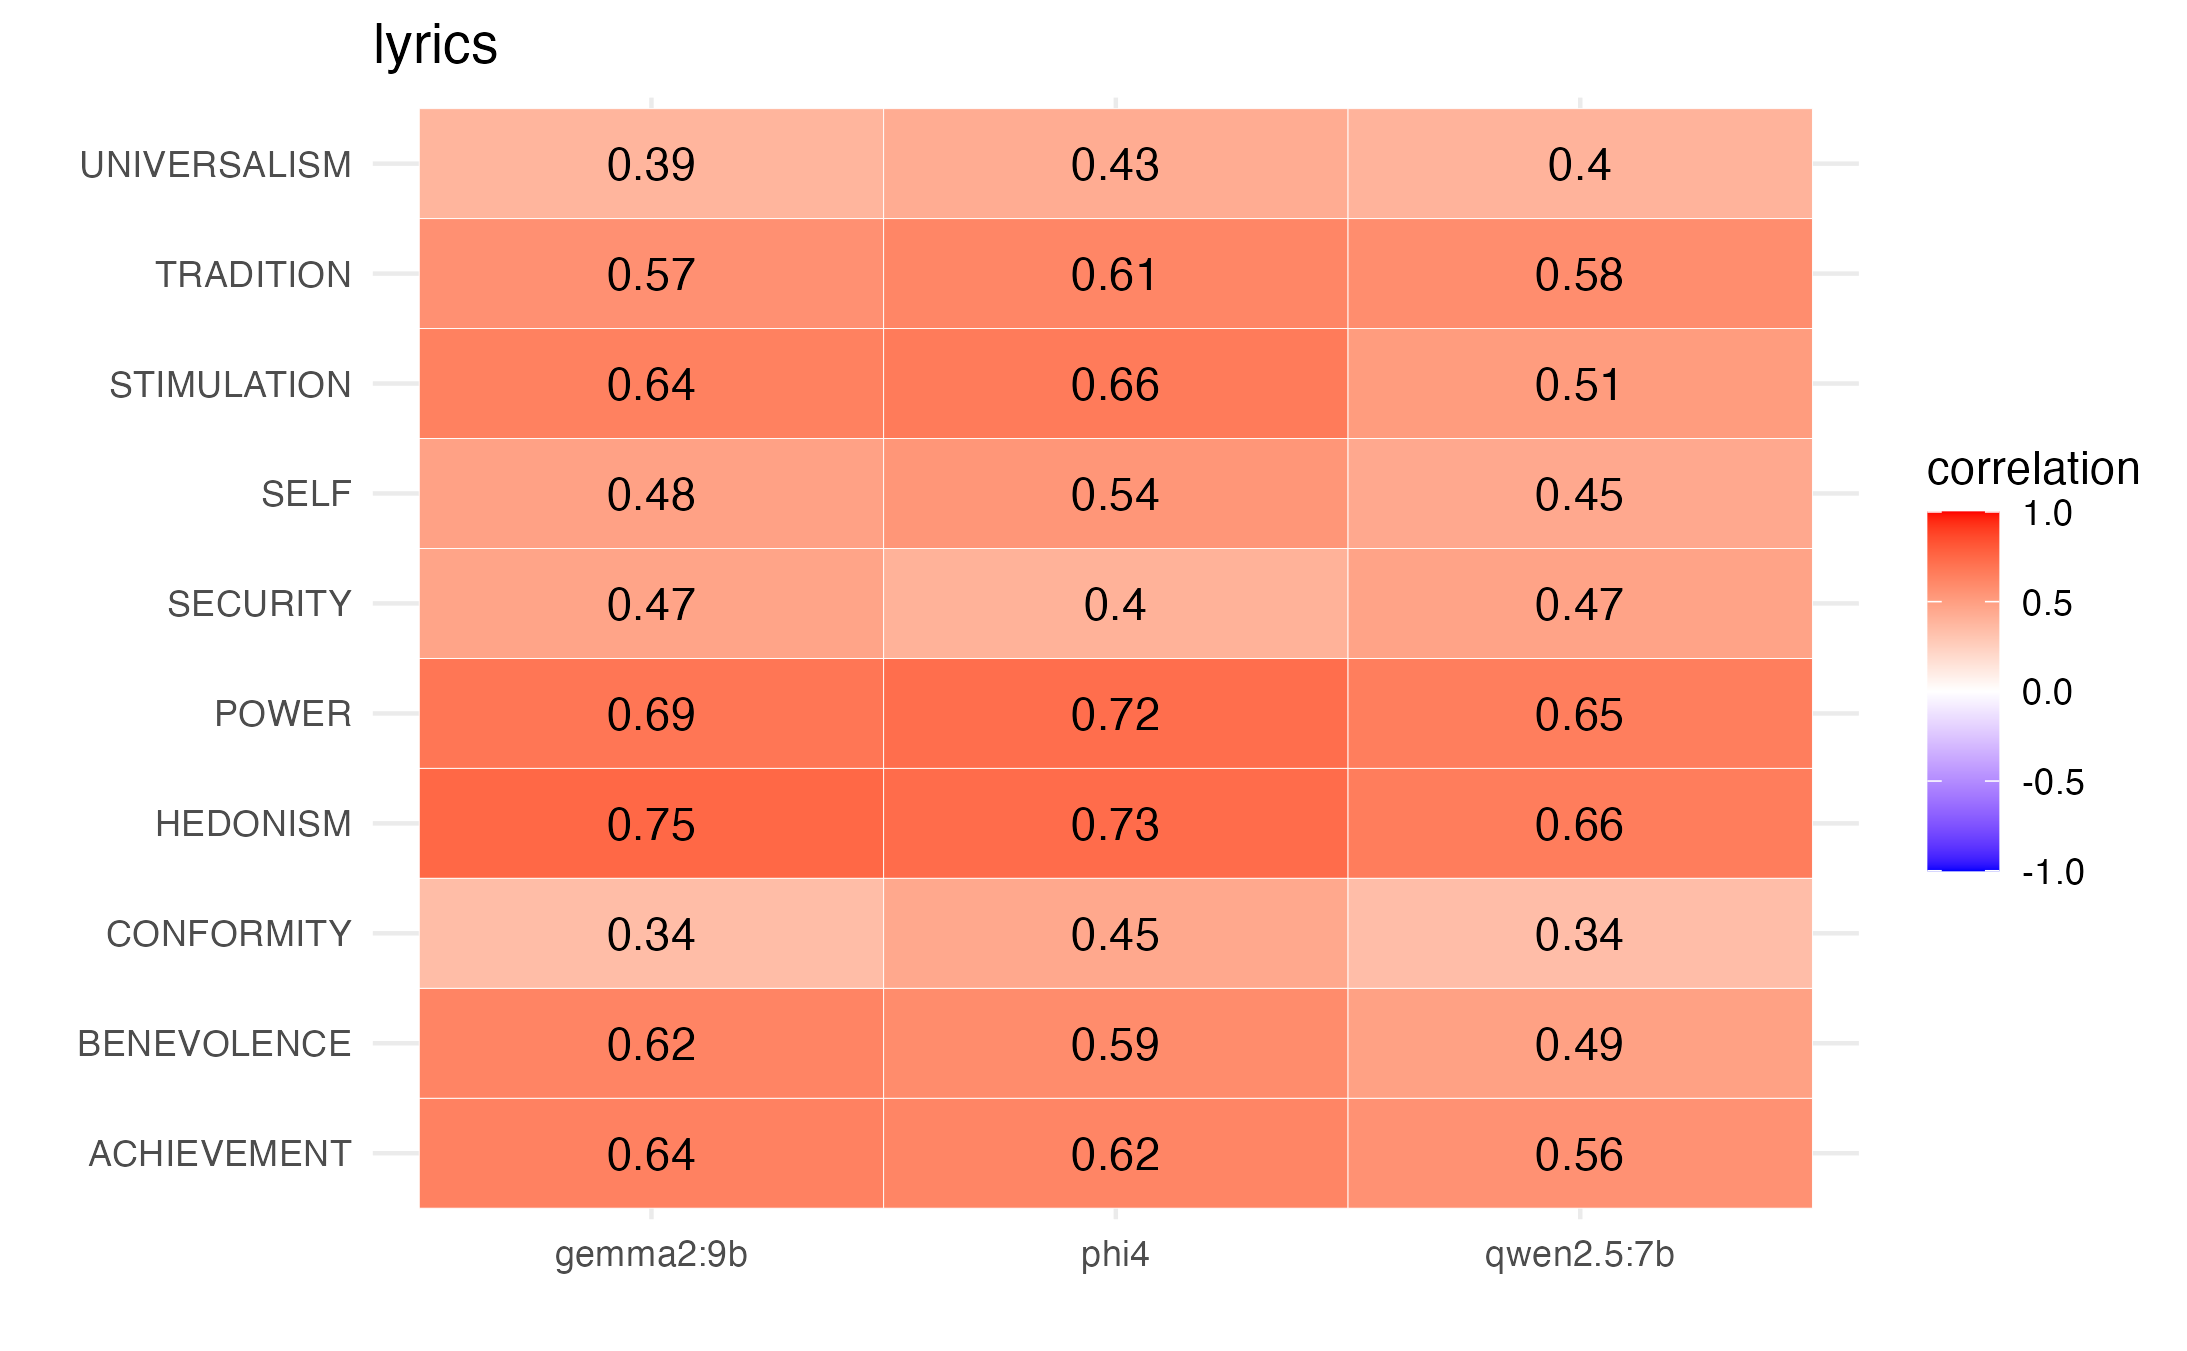 lyrics
UNIVERSALISM 0.39 0.43 0.4
TRADITION 0.57 0.61 0.58
STIMULATION 0.64 0.66 0.51
SELF 0.48 0.54 0.45
SECURITY 0.47 0.4 0.47
POWER 0.69 0.72 0.65
HEDONISM 0.75 0.73 0.66
CONFORMITY 0.34 0.45 0.34
BENEVOLENCE 0.62 0.59 0.49
ACHIEVEMENT 0.64 0.62 0.56
gemma2:9b phi4 qwen2.5:7b
correlation
1.0
0.5
0.0
-0.5
-1.0